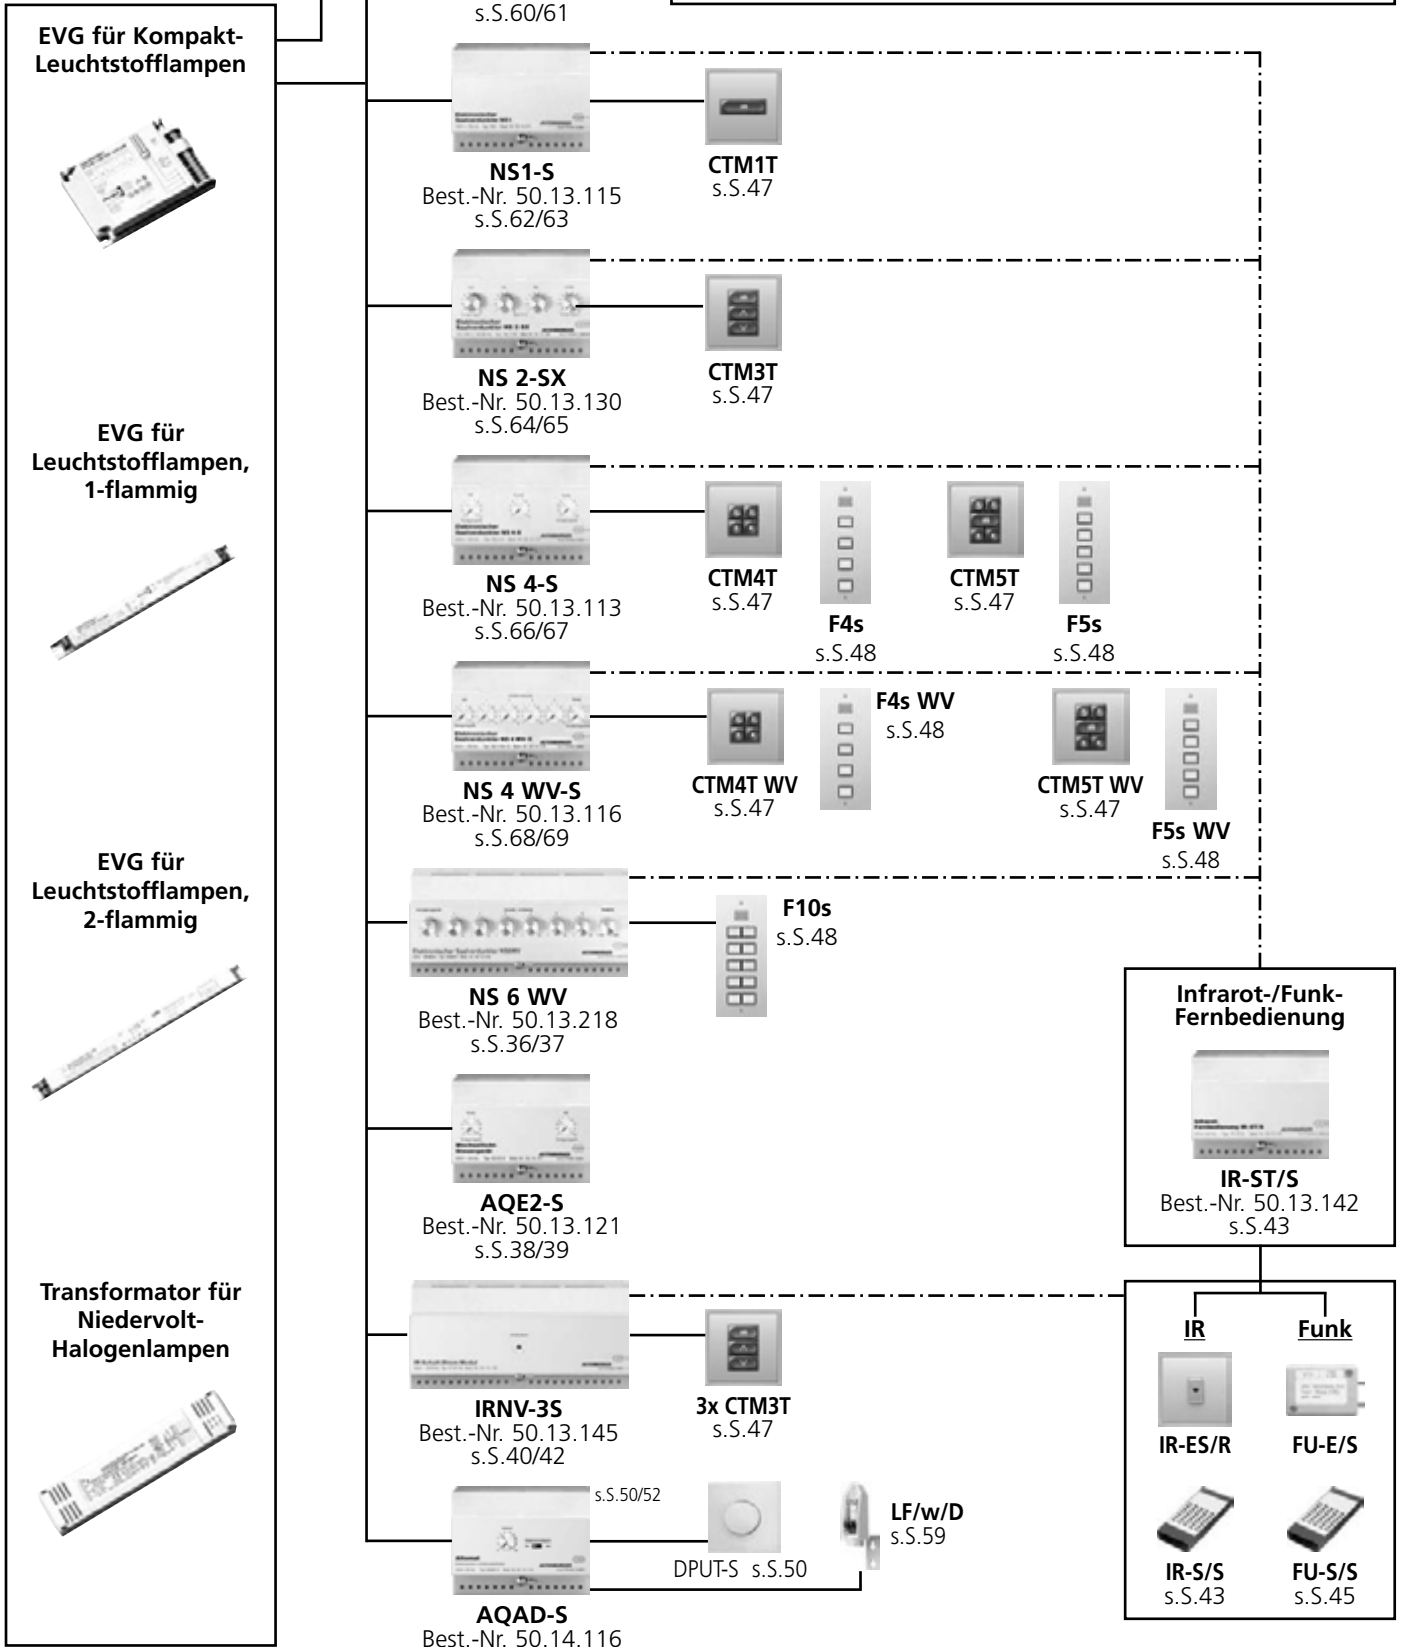 s.S.60/61
EVG für Kompakt-
Leuchtstofflampen
NS1-S
Best.-Nr. 50.13.115
s.S.62/63
CTM1T
s.S.47
NS 2-SX
Best.-Nr. 50.13.130
s.S.64/65
CTM3T
s.S.47
EVG für
Leuchtstofflampen,
1-flammig
NS 4-S
Best.-Nr. 50.13.113
s.S.66/67
CTM4T
s.S.47
F4s
s.S.48
CTM5T
s.S.47
F5s
s.S.48
NS 4 WV-S
Best.-Nr. 50.13.116
s.S.68/69
CTM4T WV
s.S.47
F4s WV
s.S.48
CTM5T WV
s.S.47
F5s WV
s.S.48
EVG für
Leuchtstofflampen,
2-flammig
NS 6 WV
Best.-Nr. 50.13.218
s.S.36/37
F10s
s.S.48
Infrarot-/Funk-
Fernbedienung
IR-ST/S
Best.-Nr. 50.13.142
s.S.43
AQE2-S
Best.-Nr. 50.13.121
s.S.38/39
Transformator für
Niedervolt-
Halogenlampen
IRNV-3S
Best.-Nr. 50.13.145
s.S.40/42
3x CTM3T
s.S.47
IR
Funk
IR-ES/R
FU-E/S
IR-S/S
s.S.43
FU-S/S
s.S.45
s.S.50/52
DPUT-S s.S.50
LF/w/D
s.S.59
AQAD-S
Best.-Nr. 50.14.116